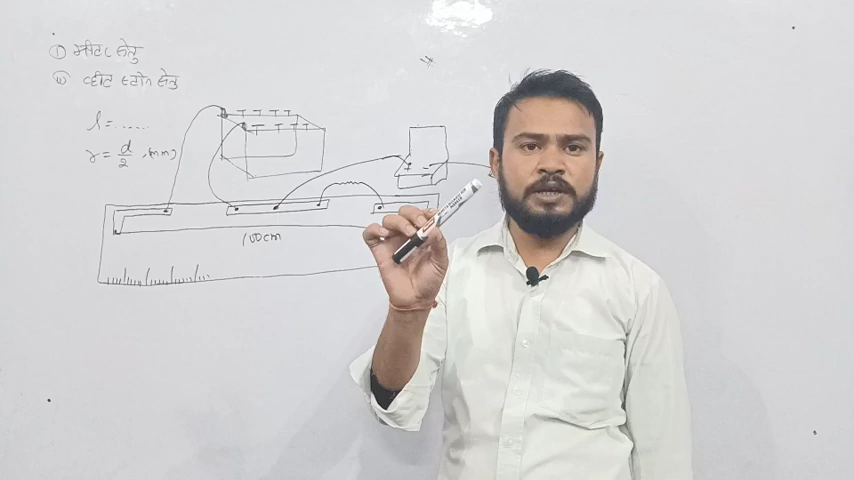 ① मीटर सेतु
② व्हीट स्टोन सेतु
l = .....
r = d/2 , mm
100cm